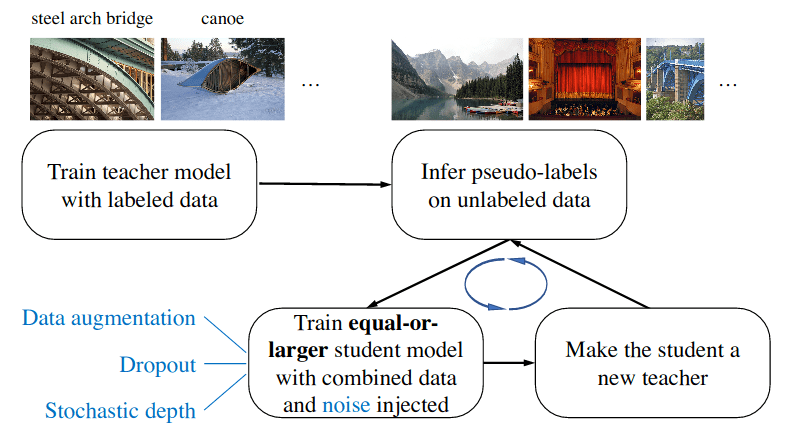 steel arch bridge
canoe
...
...
Train teacher model
with labeled data
Infer pseudo-labels
on unlabeled data
Data augmentation
Dropout
Stochastic depth
Train equal-or-
larger student model
with combined data
and noise injected
Make the student a
new teacher